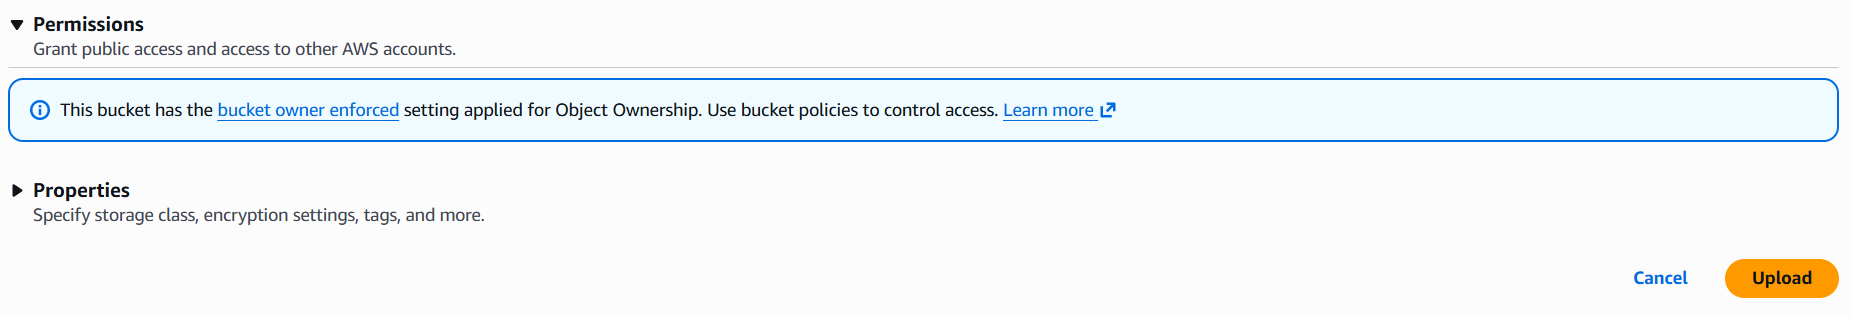 Permissions
Grant public access and access to other AWS accounts.
This bucket has the bucket owner enforced setting applied for Object Ownership. Use bucket policies to control access. Learn more
Properties
Specify storage class, encryption settings, tags, and more.
Cancel Upload